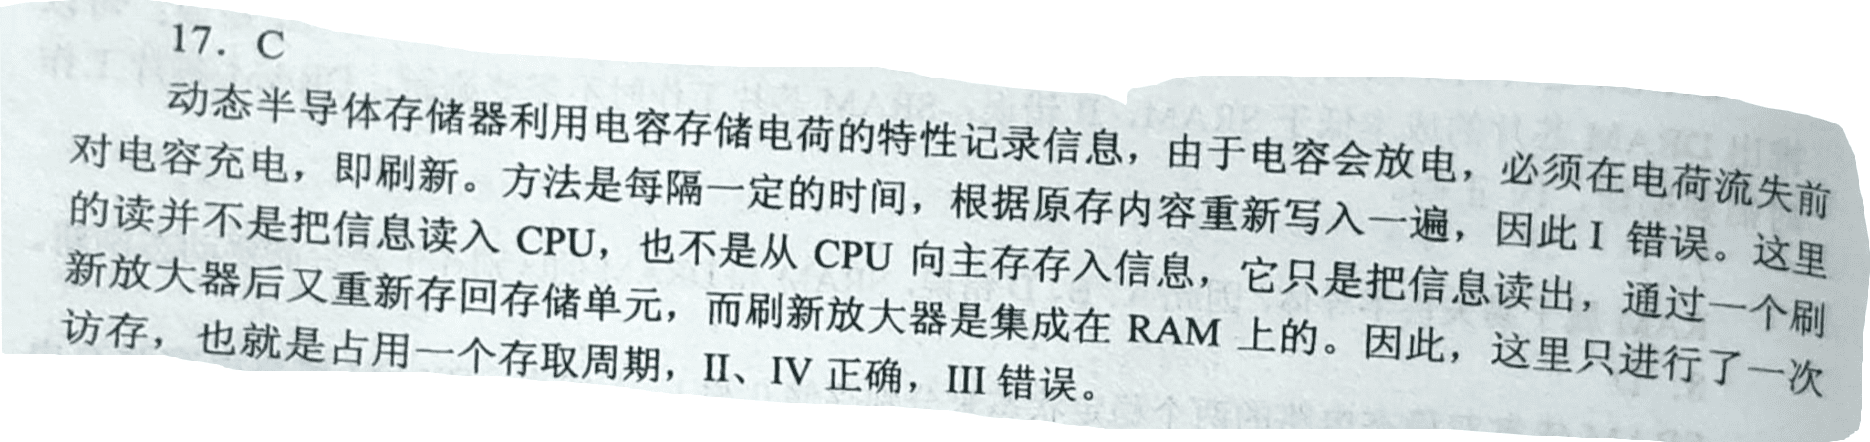 17. C
动态半导体存储器利用电容存储电荷的特性记录信息，由于电容会放电，必须在电荷流失前
对电容充电，即刷新。方法是每隔一定的时间，根据原存内容重新写入一遍，因此 I 错误。这里
的读并不是把信息读入 CPU，也不是从 CPU 向主存存入信息，它只是把信息读出，通过一个刷
新放大器后又重新存回存储单元，而刷新放大器是集成在 RAM 上的。因此，这里只进行了一次
访存，也就是占用一个存取周期，II、IV 正确，III 错误。